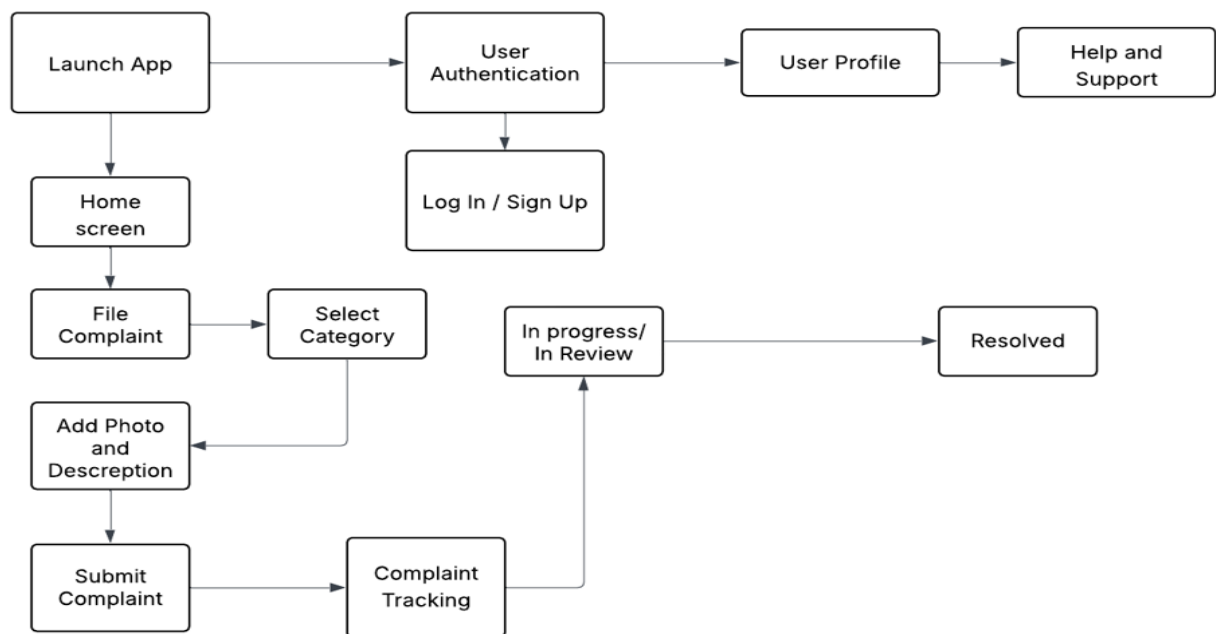 Launch App
User
Authentication
User Profile
Help and
Support
Log In / Sign Up
Home
screen
File
Complaint
Select
Category
In progress/
In Review
Resolved
Add Photo
and
Descreption
Submit
Complaint
Complaint
Tracking